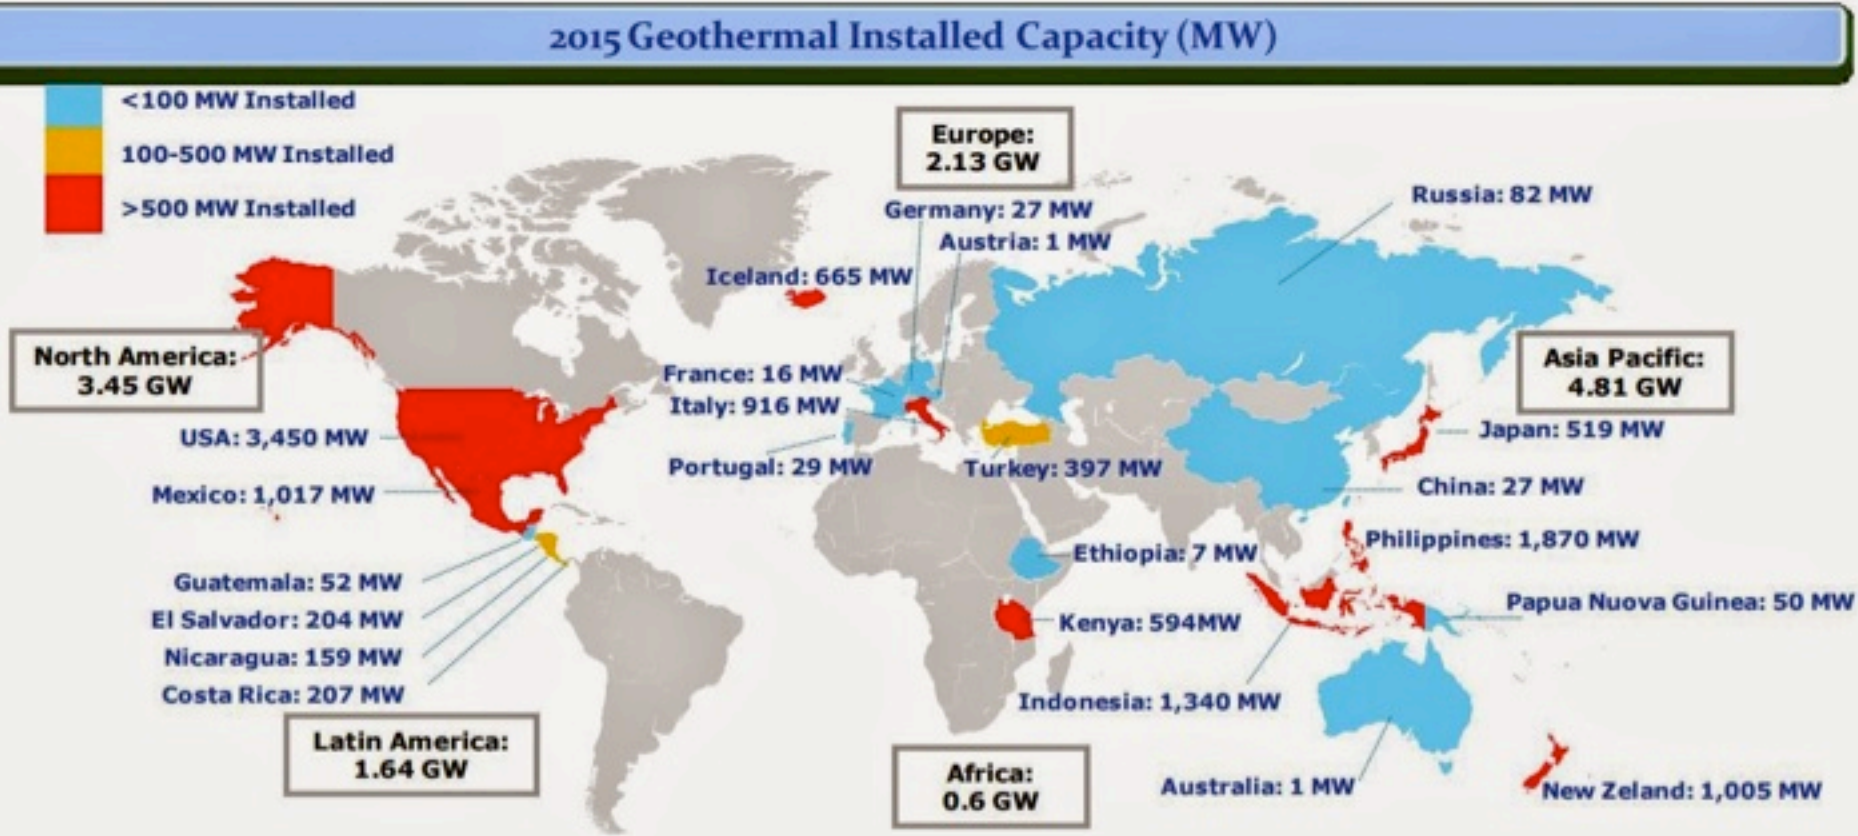 2015 Geothermal Installed Capacity (MW)
<100 MW Installed
100-500 MW Installed
>500 MW Installed
Europe:
2.13 GW
Germany: 27 MW
Austria: 1 MW
Russia: 82 MW
Iceland: 665 MW
North America:
3.45 GW
Asia Pacific:
4.81 GW
France: 16 MW
Italy: 916 MW
Portugal: 29 MW
Turkey: 397 MW
USA: 3,450 MW
Mexico: 1,017 MW
Japan: 519 MW
China: 27 MW
Philippines: 1,870 MW
Ethiopia: 7 MW
Papua Nuova Guinea: 50 MW
Kenya: 594MW
Guatemala: 52 MW
El Salvador: 204 MW
Nicaragua: 159 MW
Costa Rica: 207 MW
Indonesia: 1,340 MW
Latin America:
1.64 GW
Africa:
0.6 GW
Australia: 1 MW
New Zeland: 1,005 MW